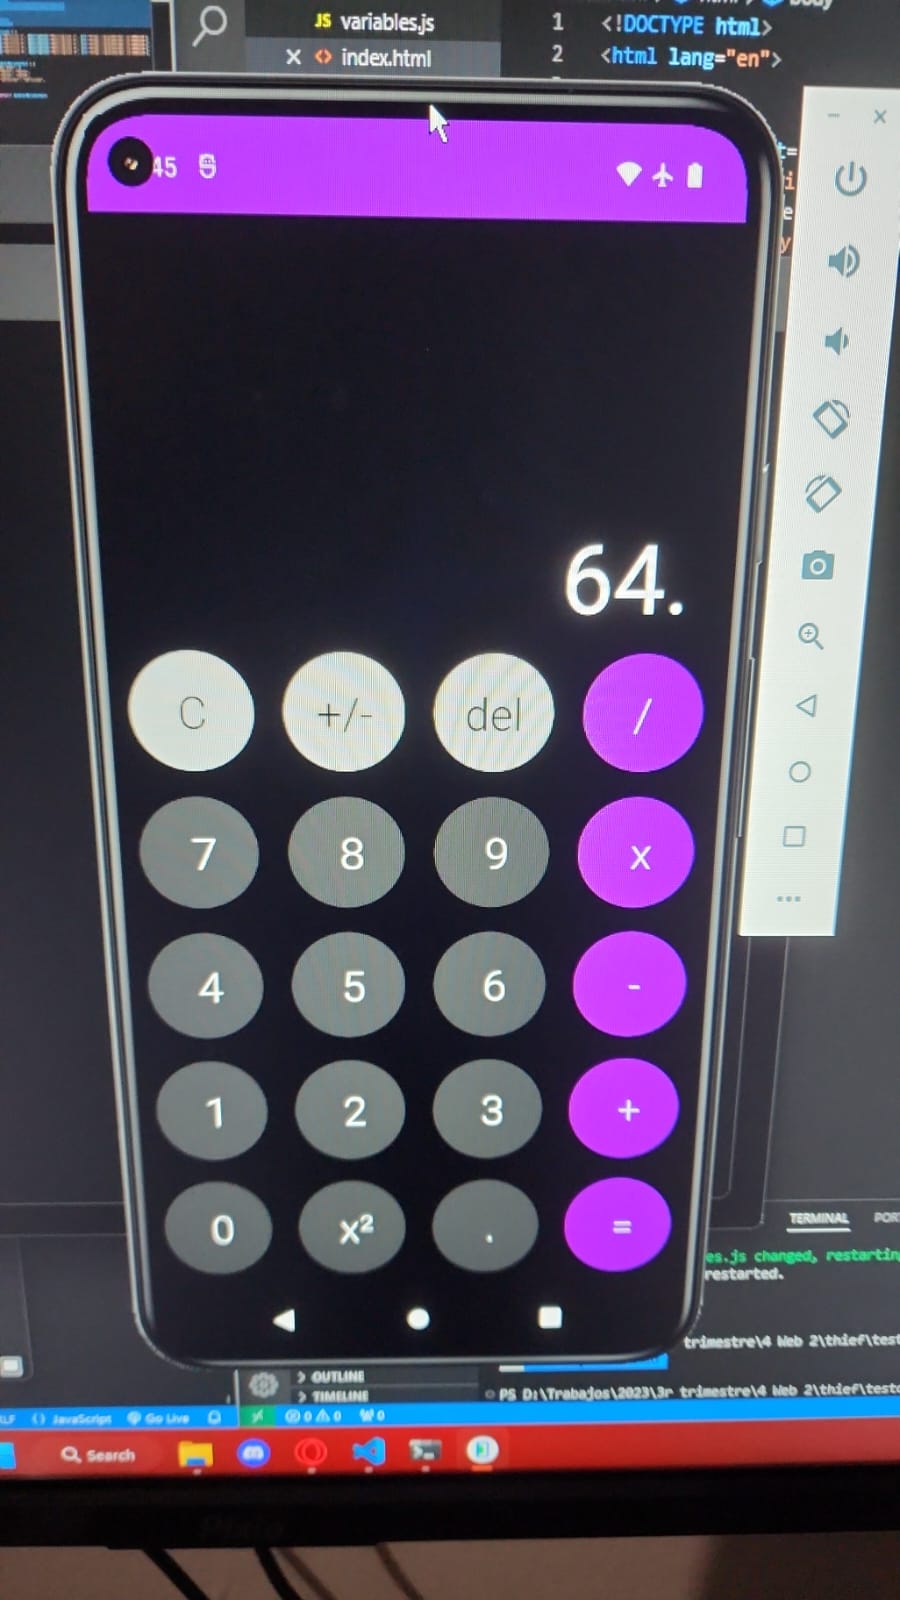 JS variables.js
1 <!DOCTYPE html>
index.html
2 <html lang="en">
45
64.
C +/- del /
7 8 9 x
4 5 6 -
1 2 3 +
0 x² . =
TERMINAL
es.js changed, restartin
restarted.
trimestre\4 Web 2\thief\test
OUTLINE
TIMELINE
PS D:\Trabajos\2023\3r trimestre\4 Web 2\thief\test
LF {} JavaScript Go Live 0 0 0
Search